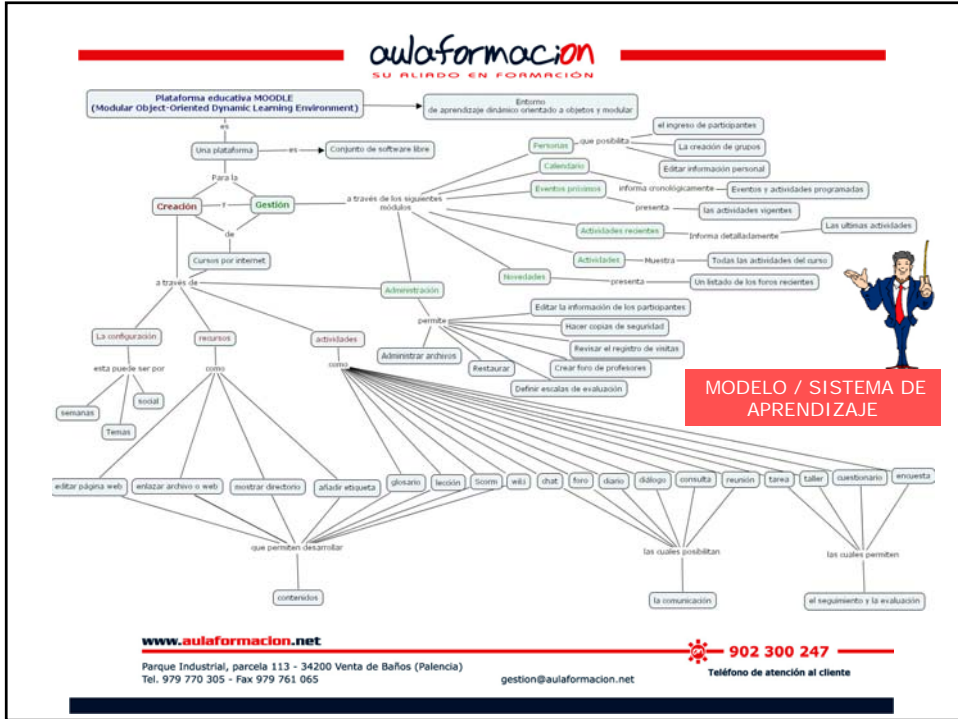 aulaformacion
SU ALIADO EN FORMACIÓN
Plataforma educativa MOODLE
(Modular Object-Oriented Dynamic Learning Environment)
Entorno
de aprendizaje dinámico orientado a objetos y modular
es
Una plataforma
es
Conjunto de software libre
Para la
Creación
Y
Gestión
de
Cursos por internet
a través de los siguientes
módulos
Personas
que posibilita
el ingreso de participantes
La creación de grupos
Editar información personal
Calendario
informa cronológicamente
Eventos y actividades programadas
Eventos próximos
presenta
las actividades vigentes
Actividades recientes
Informa detalladamente
Las ultimas actividades
Actividades
Muestra
Todas las actividades del curso
Novedades
presenta
Un listado de los foros recientes
a través de
Administración
permite
Editar la información de los participantes
Hacer copias de seguridad
Revisar el registro de visitas
Crear foro de profesores
Definir escalas de evaluación
Restaurar
Administrar archivos
La configuración
recursos
actividades
esta puede ser por
como
como
semanas
Temas
social
MODELO / SISTEMA DE
APRENDIZAJE
editar página web
enlazar archivo o web
mostrar directorio
añadir etiqueta
glosario
lección
Scorm
wiki
chat
foro
diario
diálogo
consulta
reunión
tarea
taller
cuestionario
encuesta
que permiten desarrollar
las cuales posibilitan
las cuales permiten
contenidos
la comunicación
el seguimiento y la evaluación
www.aulaformacion.net
Parque Industrial, parcela 113 - 34200 Venta de Baños (Palencia)
Tel. 979 770 305 - Fax 979 761 065
gestion@aulaformacion.net
on
902 300 247
Teléfono de atención al cliente